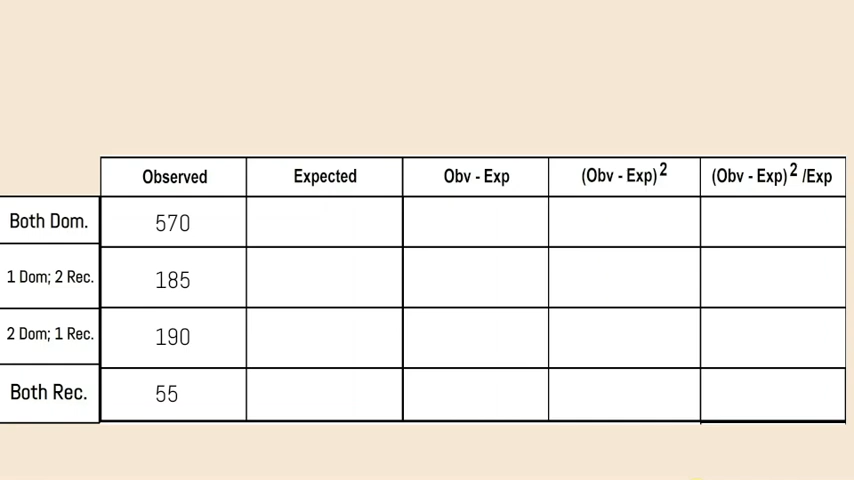 Observed Expected Obv - Exp (Obv - Exp)² (Obv - Exp)² /Exp
Both Dom. 570
1 Dom; 2 Rec. 185
2 Dom; 1 Rec. 190
Both Rec. 55